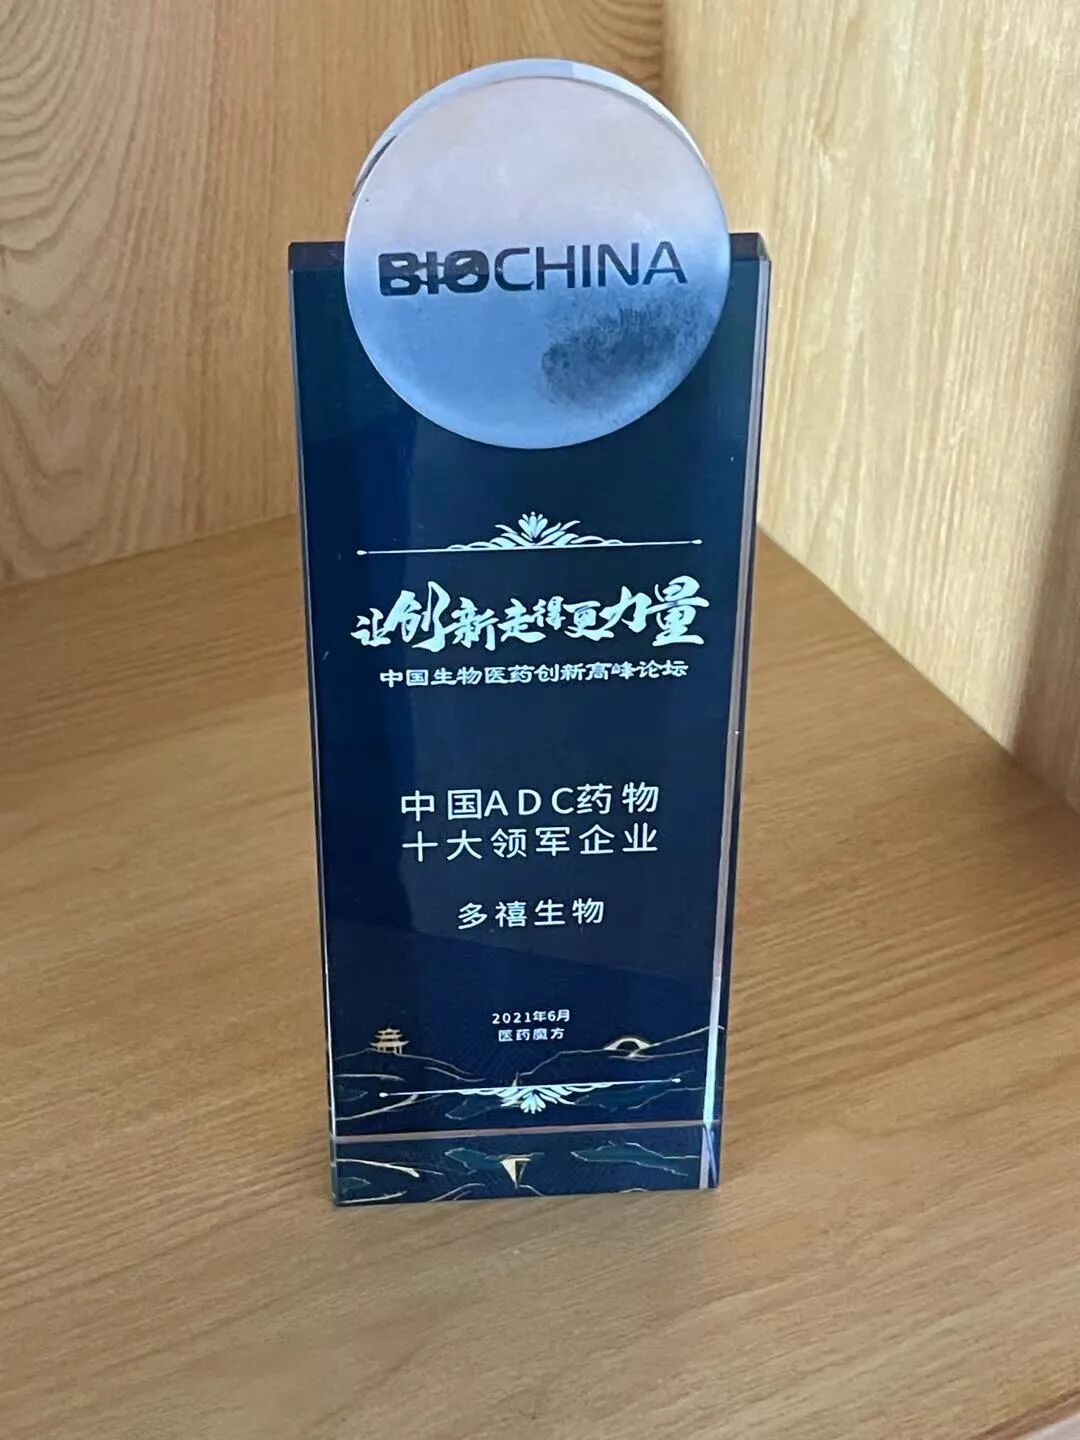 BIOCHINA
让创新走得更力量
中国生物医药创新高峰论坛
中国ADC药物
十大领军企业
多禧生物
2021年6月
医药魔方